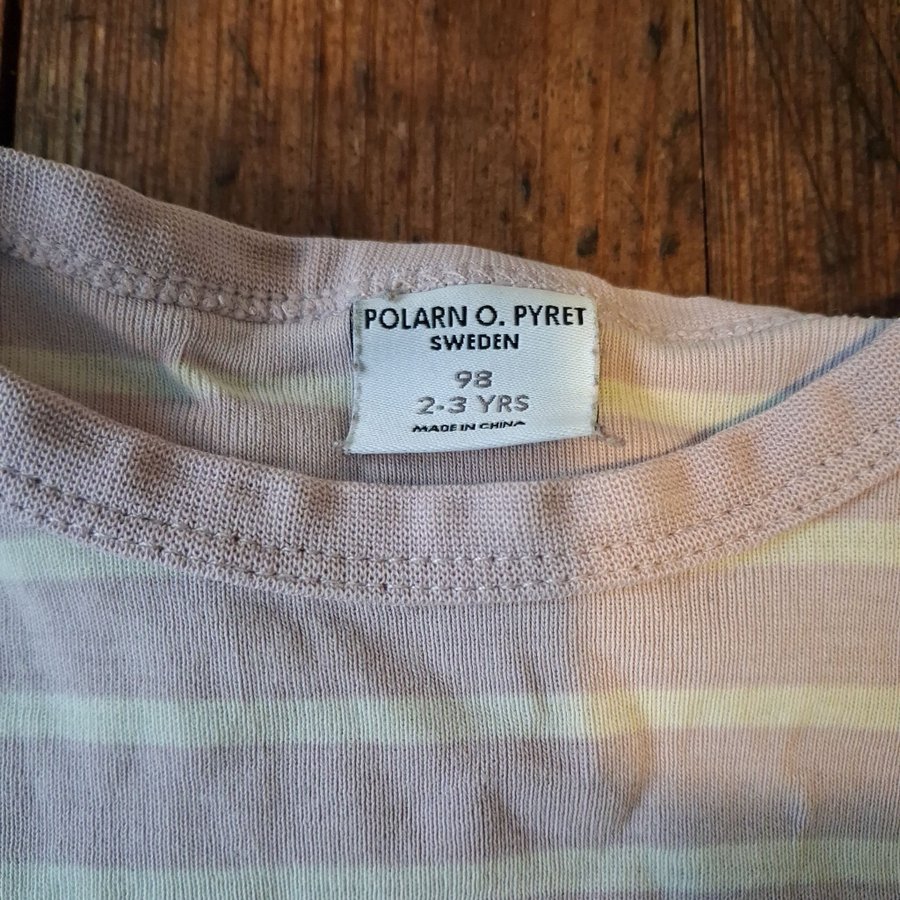 POLARN O. PYRET
SWEDEN
98
2-3 YRS
MADE IN CHINA